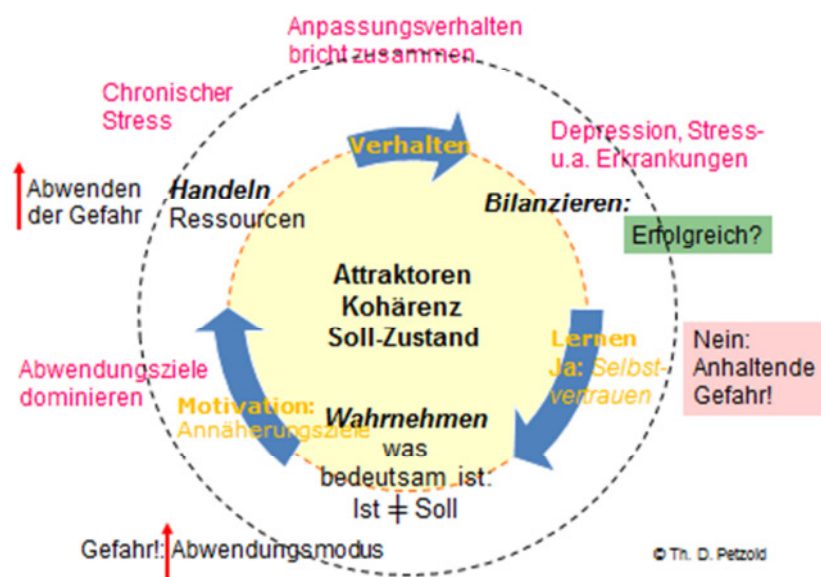 Anpassungsverhalten
bricht zusammen
Chronischer
Stress
Verhalten
Depression, Stress-
u.a. Erkrankungen
Abwenden
der Gefahr
Handeln
Ressourcen
Bilanzieren:
Erfolgreich?
Attraktoren
Kohärenz
Soll-Zustand
Lernen
Ja: Selbst-
vertrauen
Nein:
Anhaltende
Gefahr!
Abwendungsziele
dominieren
Motivation:
Annäherungsziele
Wahrnehmen
was
bedeutsam ist:
Ist ╪ Soll
Gefahr!: Abwendungsmodus
© Th. D. Petzold